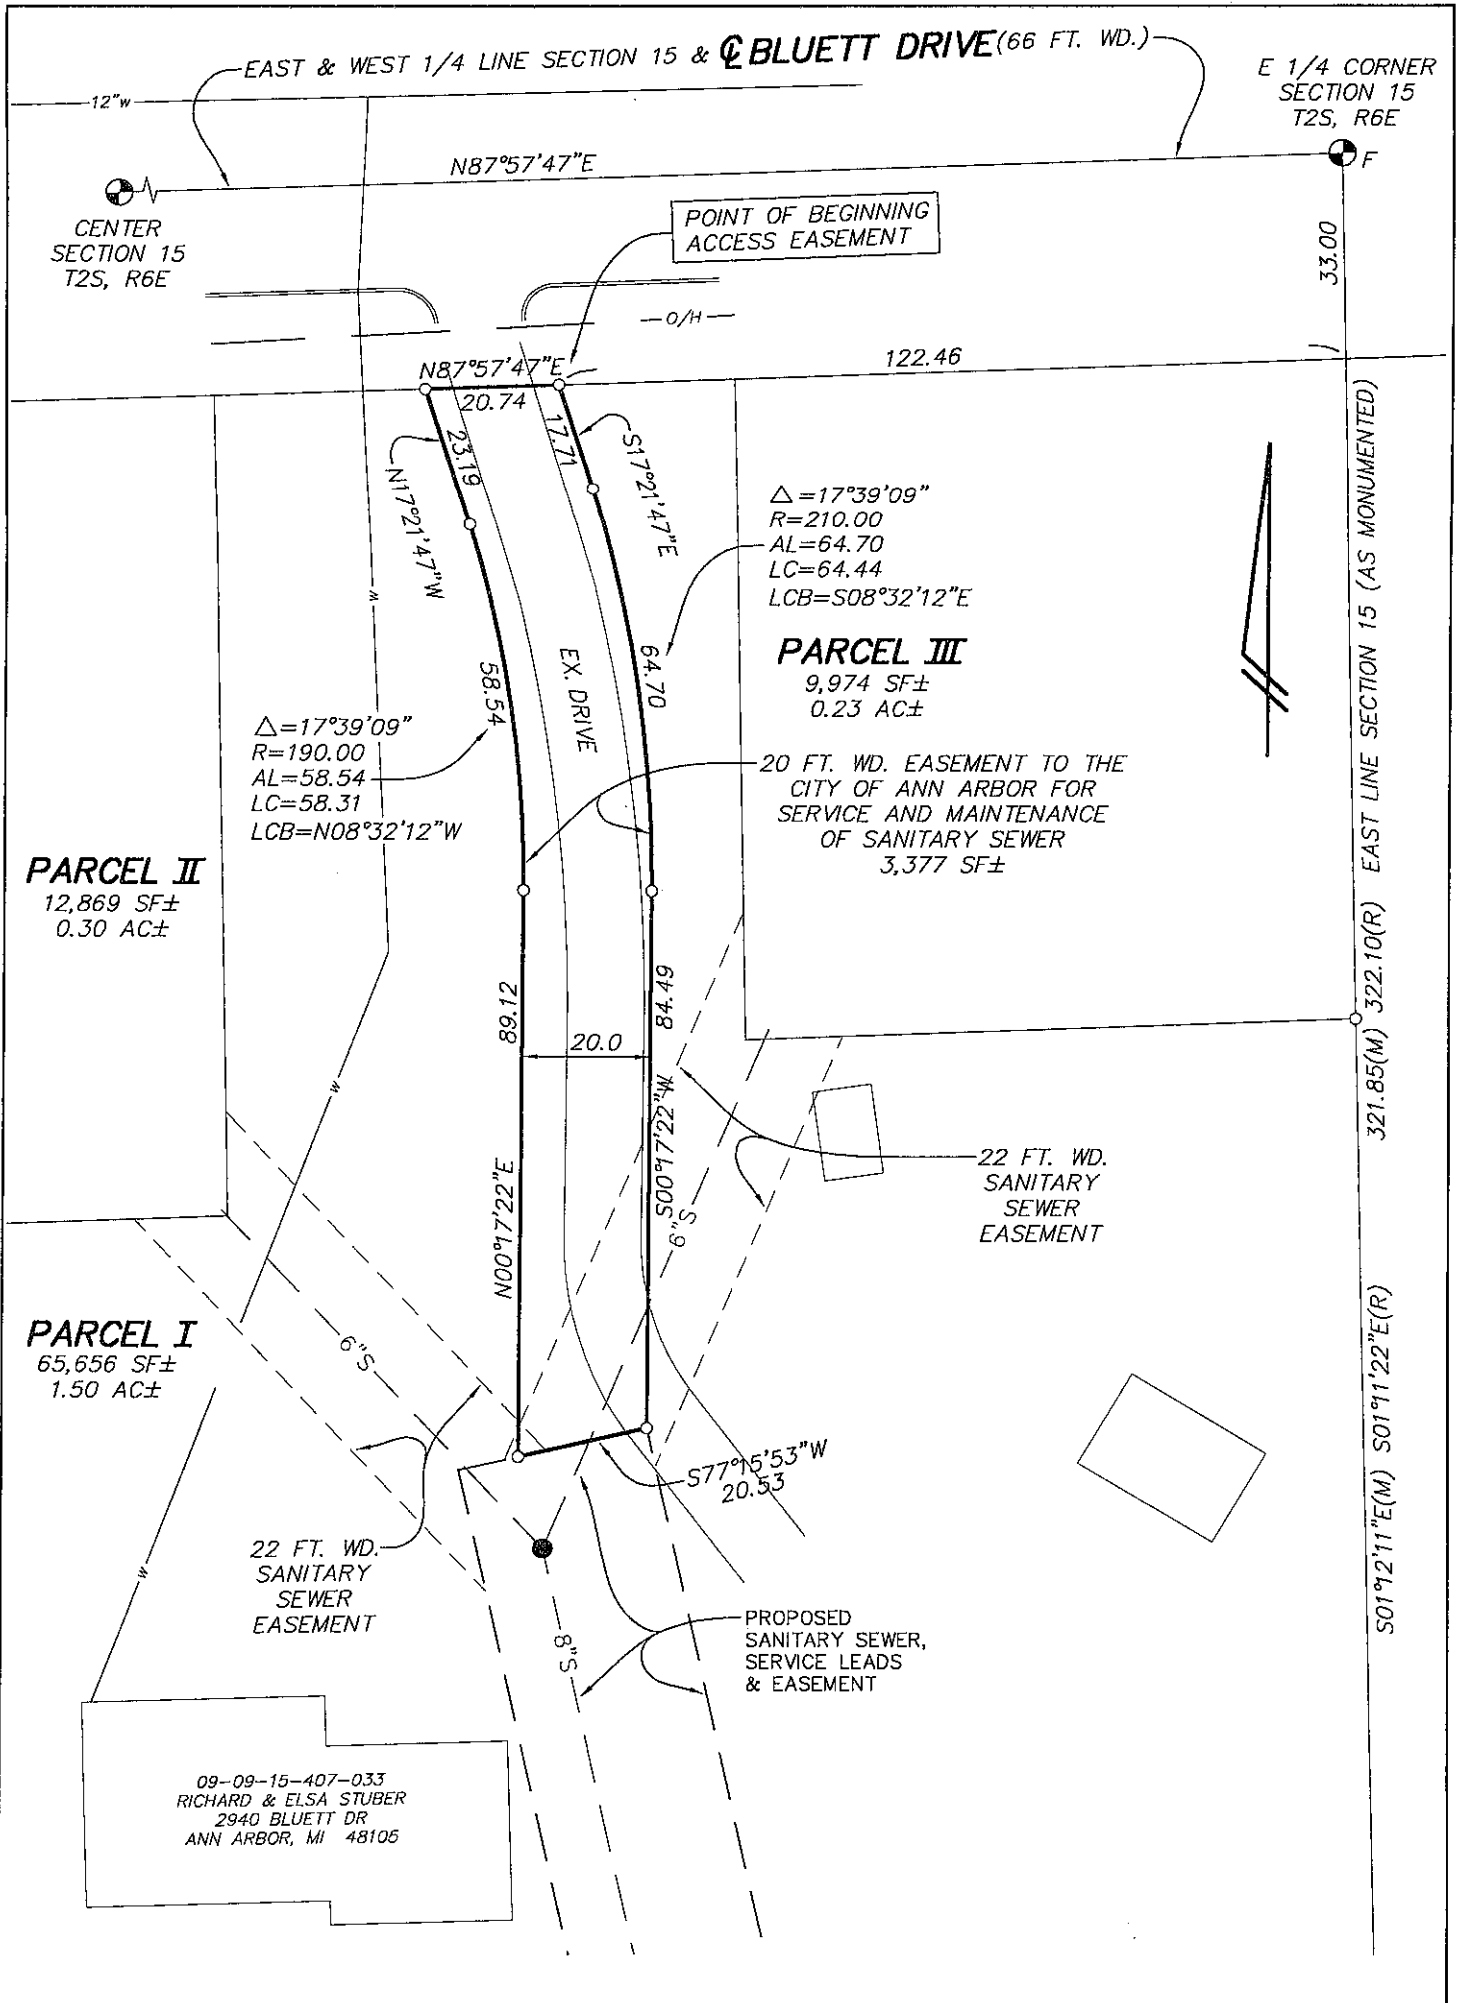 EAST & WEST 1/4 LINE SECTION 15 & ℄ BLUETT DRIVE (66 FT. WD.)
E 1/4 CORNER
SECTION 15
T2S, R6E
12"w
F
N87°57'47"E
CENTER
SECTION 15
T2S, R6E
POINT OF BEGINNING
ACCESS EASEMENT
33.00
O/H
N87°57'47"E
122.46
20.74
23.19
17.71
N17°21'47"W
S17°21'47"E
△=17°39'09"
R=210.00
AL=64.70
LC=64.44
LCB=S08°32'12"E
EAST LINE SECTION 15 (AS MONUMENTED)
w
PARCEL III
9,974 SF±
0.23 AC±
58.54
EX. DRIVE
64.70
△=17°39'09"
R=190.00
AL=58.54
LC=58.31
LCB=N08°32'12"W
20 FT. WD. EASEMENT TO THE
CITY OF ANN ARBOR FOR
SERVICE AND MAINTENANCE
OF SANITARY SEWER
3,377 SF±
PARCEL II
12,869 SF±
0.30 AC±
89.12
84.49
20.0
321.85(M) 322.10(R)
w
N00°17'22"E
S00°17'22"W
6"S
22 FT. WD.
SANITARY
SEWER
EASEMENT
PARCEL I
65,656 SF±
1.50 AC±
6"S
S01°12'11"E(M) S01°11'22"E(R)
S77°15'53"W
20.53
22 FT. WD.
SANITARY
SEWER
EASEMENT
w
8"S
PROPOSED
SANITARY SEWER,
SERVICE LEADS
& EASEMENT
09-09-15-407-033
RICHARD & ELSA STUBER
2940 BLUETT DR
ANN ARBOR, MI 48105